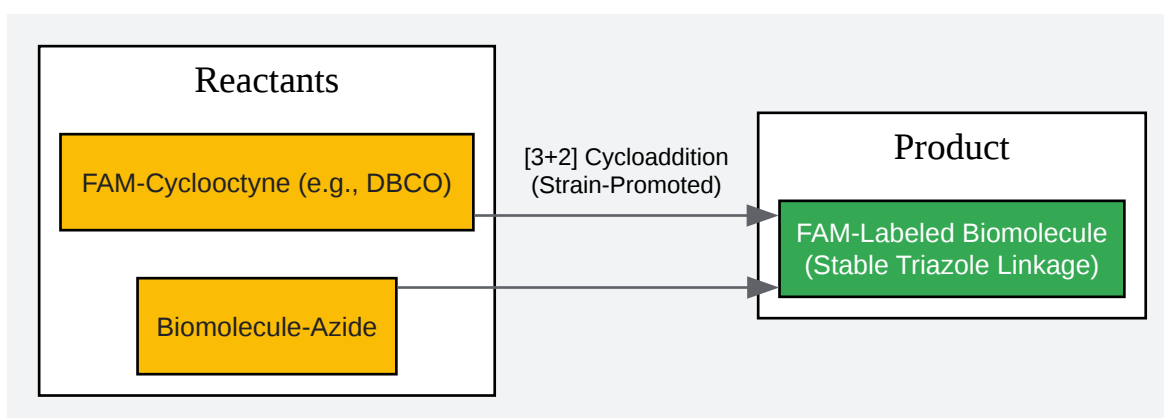 Reactants
FAM-Cyclooctyne (e.g., DBCO)
Biomolecule-Azide
[3+2] Cycloaddition
(Strain-Promoted)
Product
FAM-Labeled Biomolecule
(Stable Triazole Linkage)